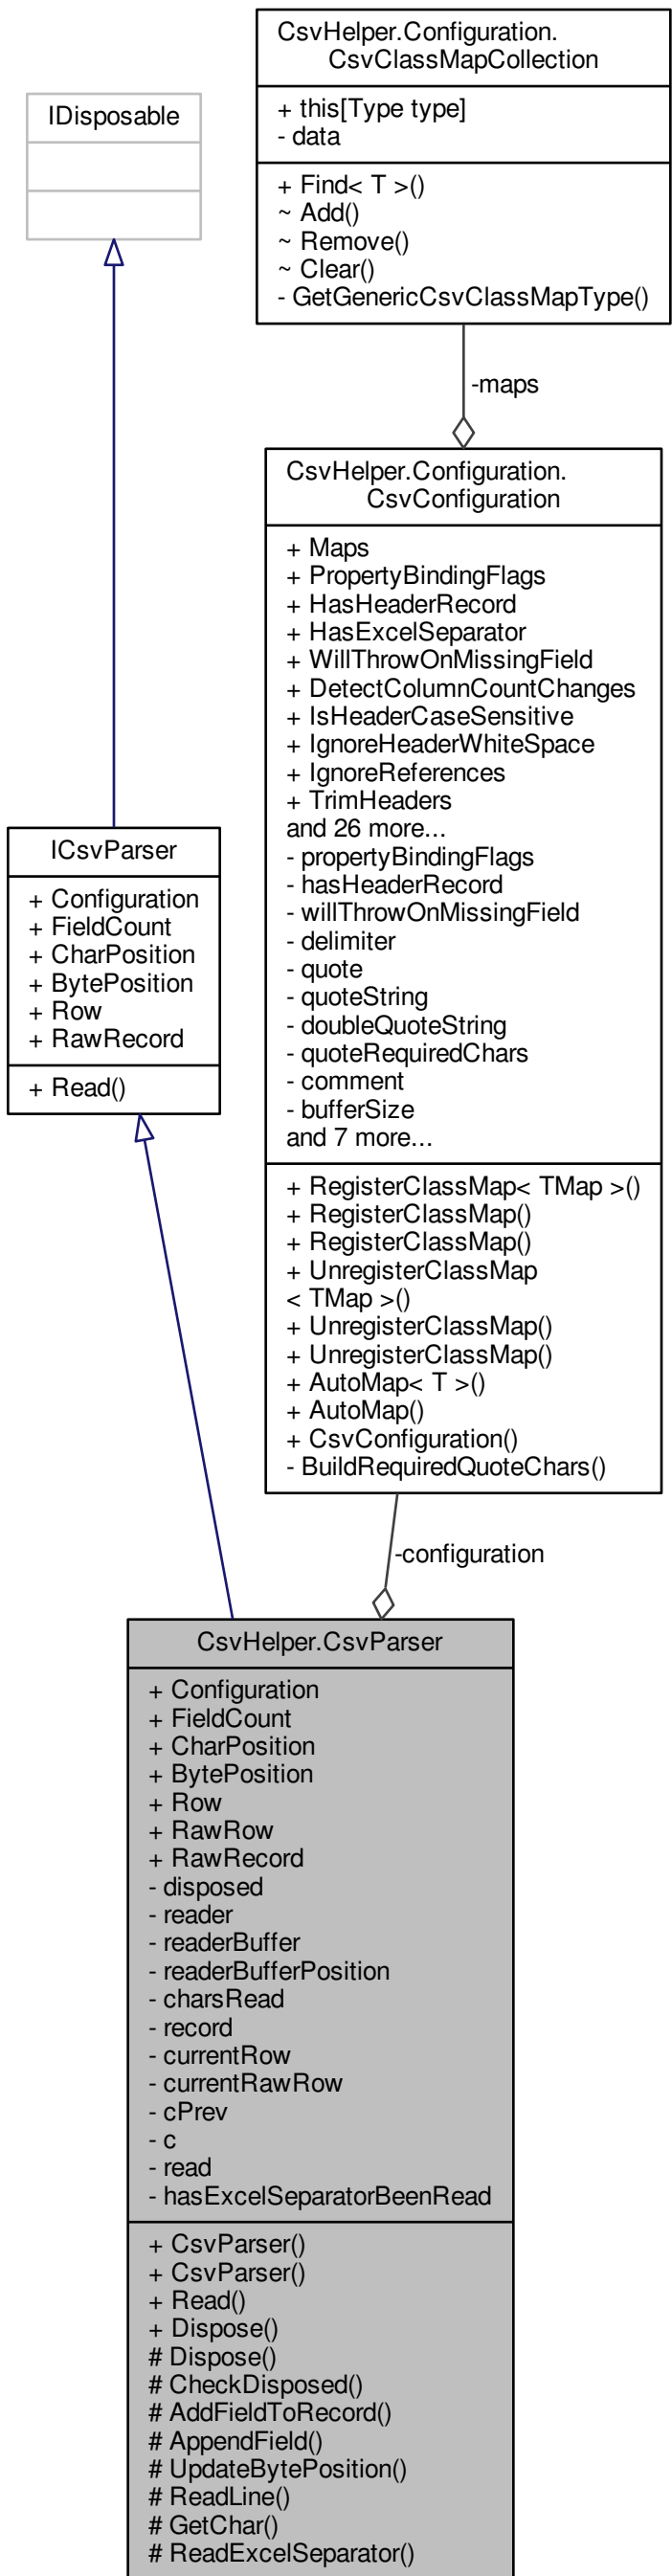 CsvHelper.Configuration.
CsvClassMapCollection
+ this[Type type]
- data
+ Find< T >()
~ Add()
~ Remove()
~ Clear()
- GetGenericCsvClassMapType()
IDisposable
-maps
CsvHelper.Configuration.
CsvConfiguration
+ Maps
+ PropertyBindingFlags
+ HasHeaderRecord
+ HasExcelSeparator
+ WillThrowOnMissingField
+ DetectColumnCountChanges
+ IsHeaderCaseSensitive
+ IgnoreHeaderWhiteSpace
+ IgnoreReferences
+ TrimHeaders
and 26 more...
- propertyBindingFlags
- hasHeaderRecord
- willThrowOnMissingField
- delimiter
- quote
- quoteString
- doubleQuoteString
- quoteRequiredChars
- comment
- bufferSize
and 7 more...
+ RegisterClassMap< TMap >()
+ RegisterClassMap()
+ RegisterClassMap()
+ UnregisterClassMap
< TMap >()
+ UnregisterClassMap()
+ UnregisterClassMap()
+ AutoMap< T >()
+ AutoMap()
+ CsvConfiguration()
- BuildRequiredQuoteChars()
ICsvParser
+ Configuration
+ FieldCount
+ CharPosition
+ BytePosition
+ Row
+ RawRecord
+ Read()
-configuration
CsvHelper.CsvParser
+ Configuration
+ FieldCount
+ CharPosition
+ BytePosition
+ Row
+ RawRow
+ RawRecord
- disposed
- reader
- readerBuffer
- readerBufferPosition
- charsRead
- record
- currentRow
- currentRawRow
- cPrev
- c
- read
- hasExcelSeparatorBeenRead
+ CsvParser()
+ CsvParser()
+ Read()
+ Dispose()
# Dispose()
# CheckDisposed()
# AddFieldToRecord()
# AppendField()
# UpdateBytePosition()
# ReadLine()
# GetChar()
# ReadExcelSeparator()